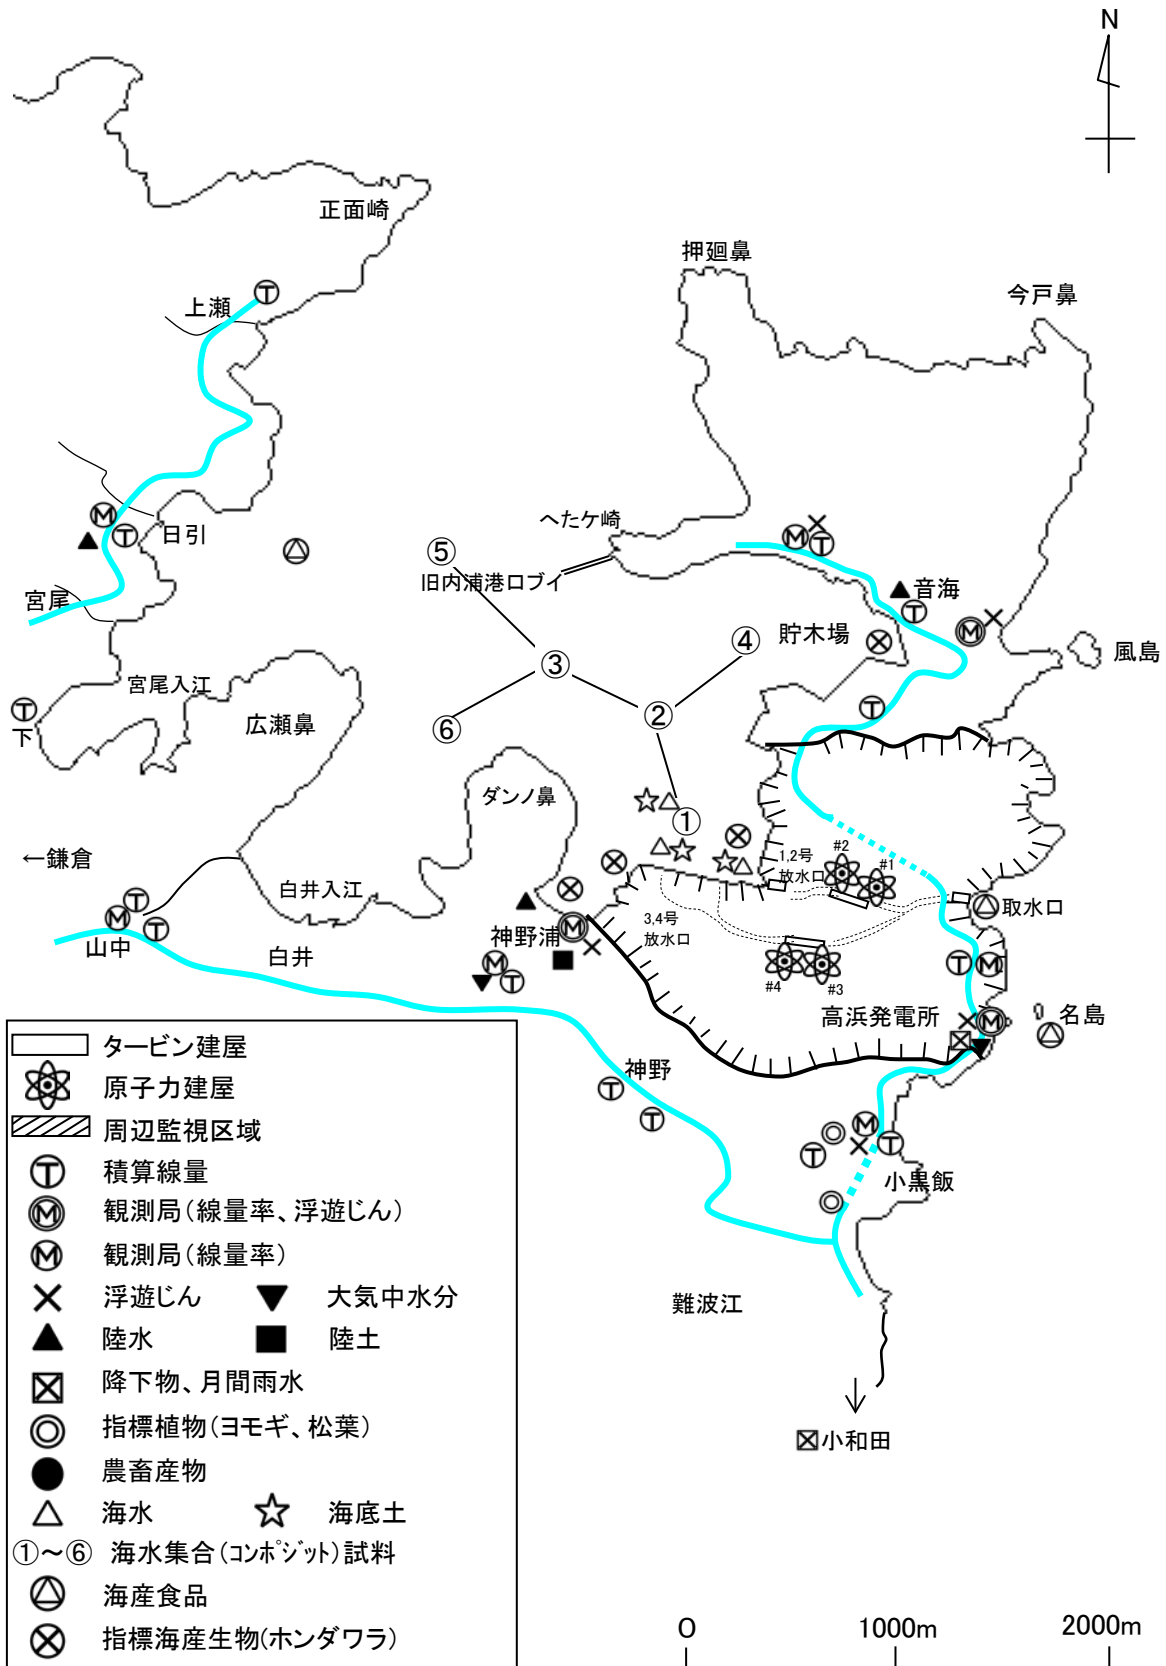 N
正面崎
押廻鼻
今戸鼻
上瀬
T
へたケ崎
M
T
日引
M
T
⑤
旧内浦港口ブイ
音海
T
宮尾
④
貯木場
M
③
風島
宮尾入江
広瀬鼻
T
下
⑥
②
T
ダンノ鼻
①
#2
#1
1,2号
放水口
←鎌倉
白井入江
取水口
T
M
T
山中
白井
神野浦
M
3,4号
放水口
M
T
#4
#3
T
M
高浜発電所
M
名島
神野
T
T
M
T
T
小黒飯
難波江
小和田
タービン建屋
原子力建屋
周辺監視区域
T 積算線量
M 観測局(線量率、浮遊じん)
M 観測局(線量率)
浮遊じん 大気中水分
陸水 陸土
降下物、月間雨水
指標植物(ヨモギ、松葉)
農畜産物
海水 海底土
①～⑥ 海水集合(コンポジット)試料
海産食品
指標海産生物(ホンダワラ)
O 1000m 2000m